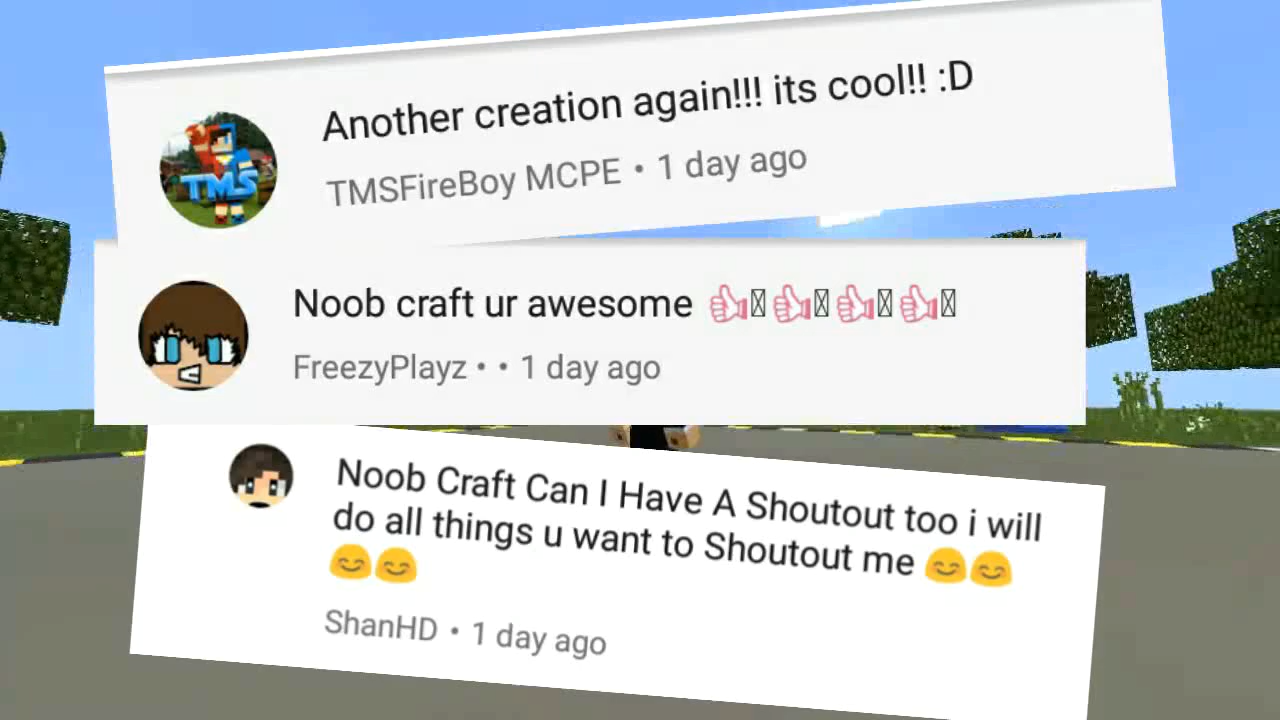 Another creation again!!! its cool!! :D
TMS
TMSFireBoy MCPE • 1 day ago
Noob craft ur awesome 👍👍👍👍
FreezyPlayz • • 1 day ago
Noob Craft Can I Have A Shoutout too i will
do all things u want to Shoutout me 😊😊
ShanHD • 1 day ago